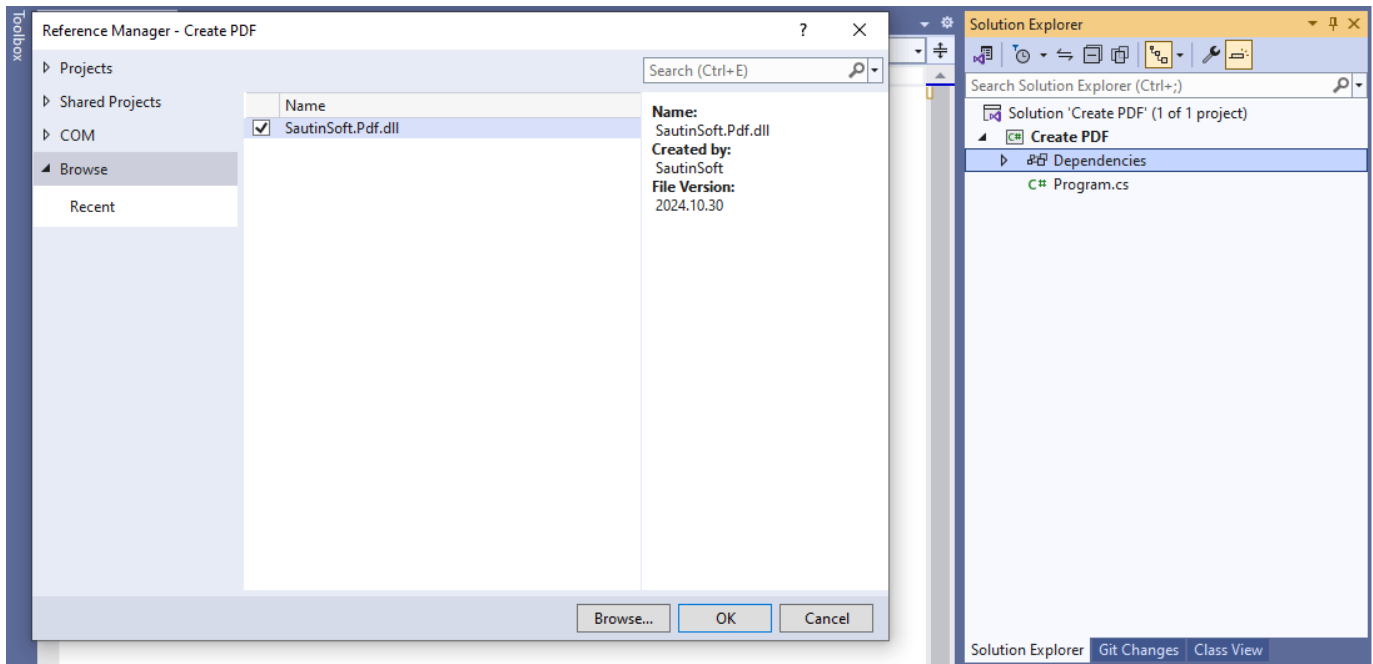 Toolbox
Reference Manager - Create PDF
?
Projects
Shared Projects
COM
Browse
Recent
Search (Ctrl+E)
Name
SautinSoft.Pdf.dll
Name:
SautinSoft.Pdf.dll
Created by:
SautinSoft
File Version:
2024.10.30
Browse...
OK
Cancel
Solution Explorer
Search Solution Explorer (Ctrl+;)
Solution 'Create PDF' (1 of 1 project)
C# Create PDF
Dependencies
C# Program.cs
Solution Explorer Git Changes Class View